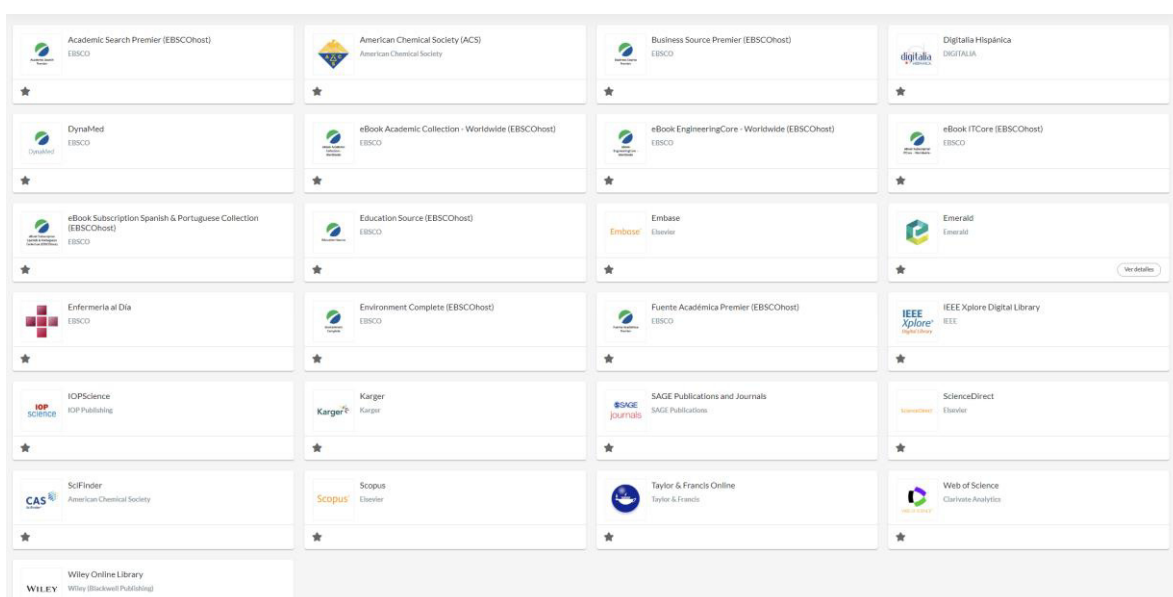 Academic Search Premier (EBSCOhost)
EBSCO
American Chemical Society (ACS)
American Chemical Society
Business Source Premier (EBSCOhost)
EBSCO
digitalia
Digitalia Hispánica
DIGITALIA
DynaMed
DynaMed
EBSCO
eBook Academic Collection - Worldwide (EBSCOhost)
EBSCO
eBook EngineeringCore - Worldwide (EBSCOhost)
EBSCO
eBook ITCore (EBSCOhost)
EBSCO
eBook Subscription Spanish & Portuguese Collection
(EBSCOhost)
EBSCO
Education Source (EBSCOhost)
EBSCO
Embase
Embase
Elsevier
Emerald
Emerald
Ver detalles
Enfermería al Día
EBSCO
Environment Complete (EBSCOhost)
EBSCO
Fuente Académica Premier (EBSCOhost)
EBSCO
IEEE
Xplore
Digital Library
IEEE Xplore Digital Library
IEEE
IOP
science
IOPScience
IOP Publishing
Karger
Karger
Karger
SAGE
journals
SAGE Publications and Journals
SAGE Publications
ScienceDirect
Elsevier
CAS
SciFinder
American Chemical Society
Scopus
Scopus
Elsevier
Taylor & Francis Online
Taylor & Francis
Web of Science
Clarivate Analytics
WILEY
Wiley Online Library
Wiley (Blackwell Publishing)